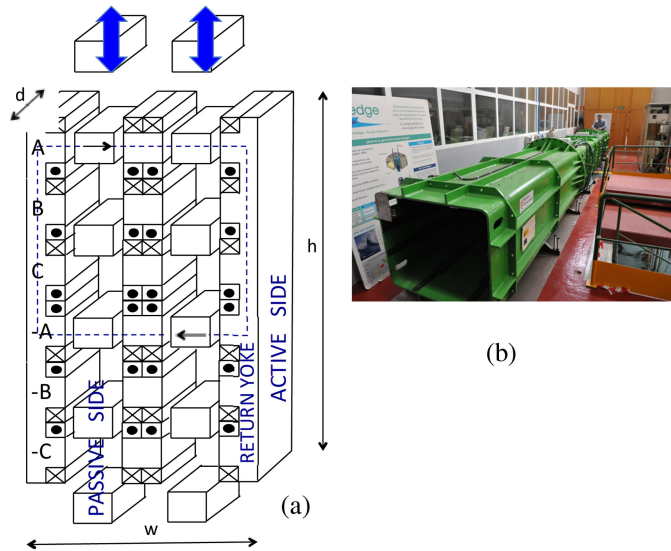 d
A
B
C
-A
-B
-C
h
w
PASSIVE SIDE
RETURN YOKE
ACTIVE SIDE
(a)
edge
(b)